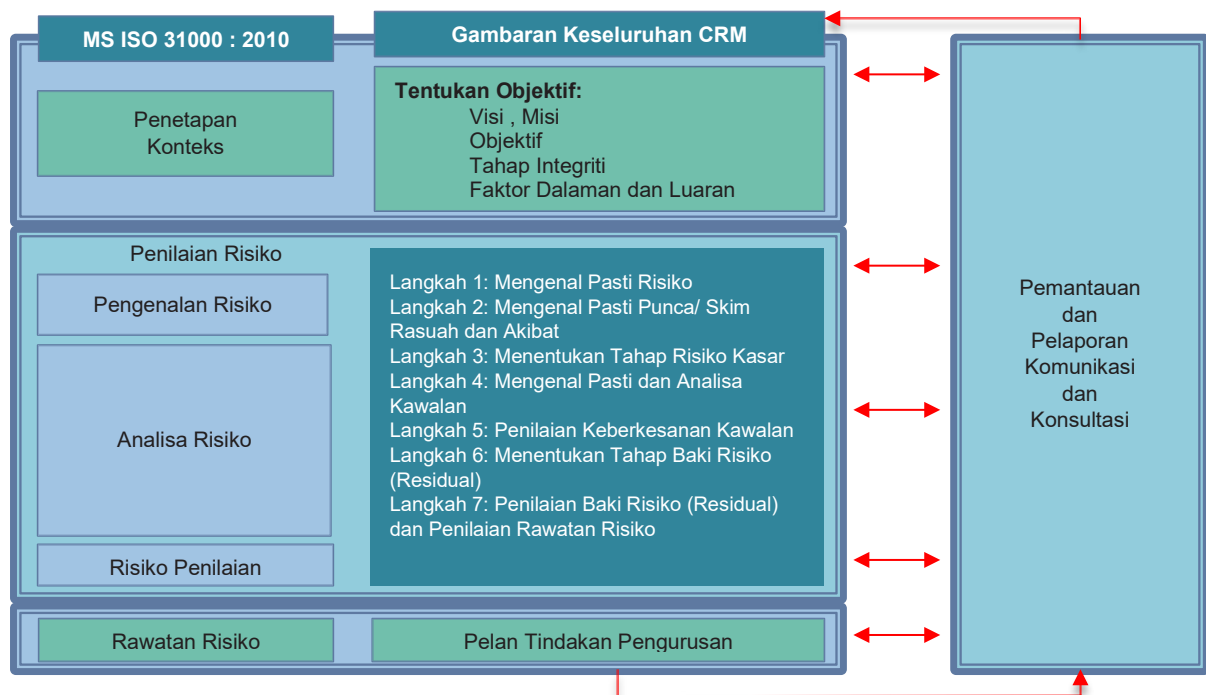 MS ISO 31000 : 2010
Gambaran Keseluruhan CRM
Penetapan
Konteks
Tentukan Objektif:
Visi , Misi
Objektif
Tahap Integriti
Faktor Dalaman dan Luaran
Penilaian Risiko
Pengenalan Risiko
Analisa Risiko
Risiko Penilaian
Langkah 1: Mengenal Pasti Risiko
Langkah 2: Mengenal Pasti Punca/ Skim
Rasuah dan Akibat
Langkah 3: Menentukan Tahap Risiko Kasar
Langkah 4: Mengenal Pasti dan Analisa
Kawalan
Langkah 5: Penilaian Keberkesanan Kawalan
Langkah 6: Menentukan Tahap Baki Risiko
(Residual)
Langkah 7: Penilaian Baki Risiko (Residual)
dan Penilaian Rawatan Risiko
Rawatan Risiko
Pelan Tindakan Pengurusan
Pemantauan
dan
Pelaporan
Komunikasi
dan
Konsultasi